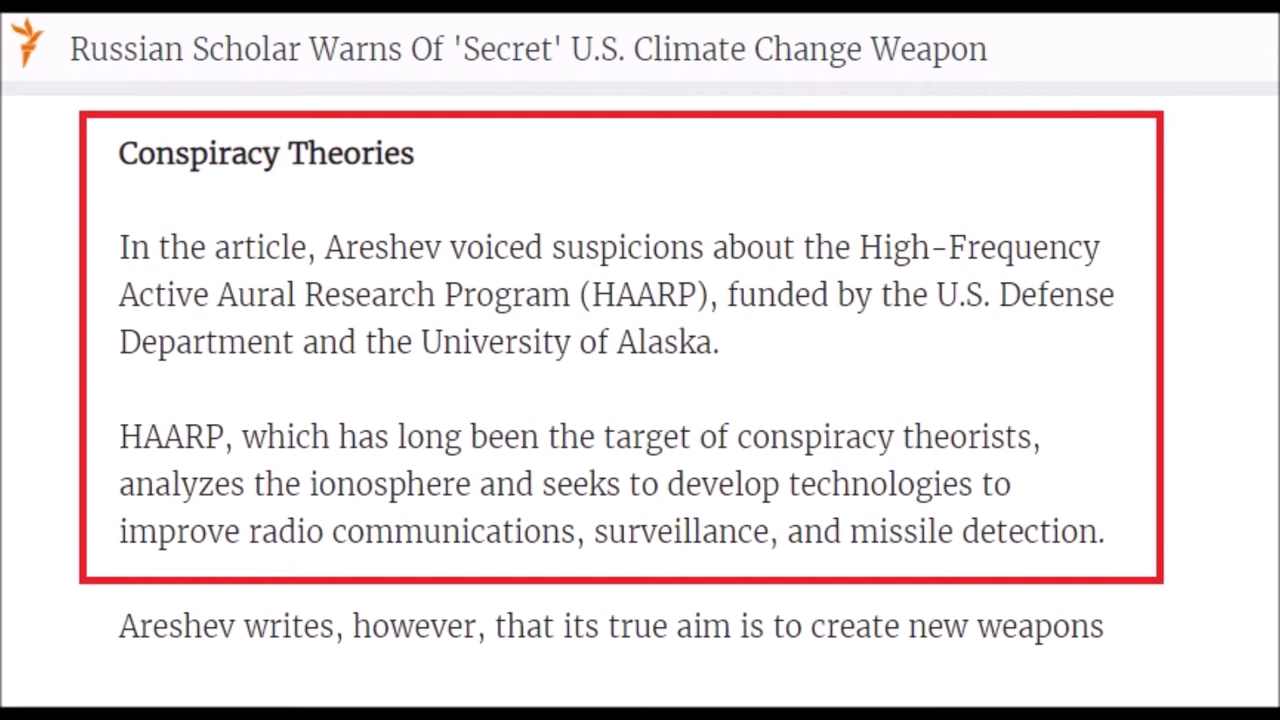 Russian Scholar Warns Of 'Secret' U.S. Climate Change Weapon
Conspiracy Theories
In the article, Areshev voiced suspicions about the High-Frequency
Active Aural Research Program (HAARP), funded by the U.S. Defense
Department and the University of Alaska.
HAARP, which has long been the target of conspiracy theorists,
analyzes the ionosphere and seeks to develop technologies to
improve radio communications, surveillance, and missile detection.
Areshev writes, however, that its true aim is to create new weapons